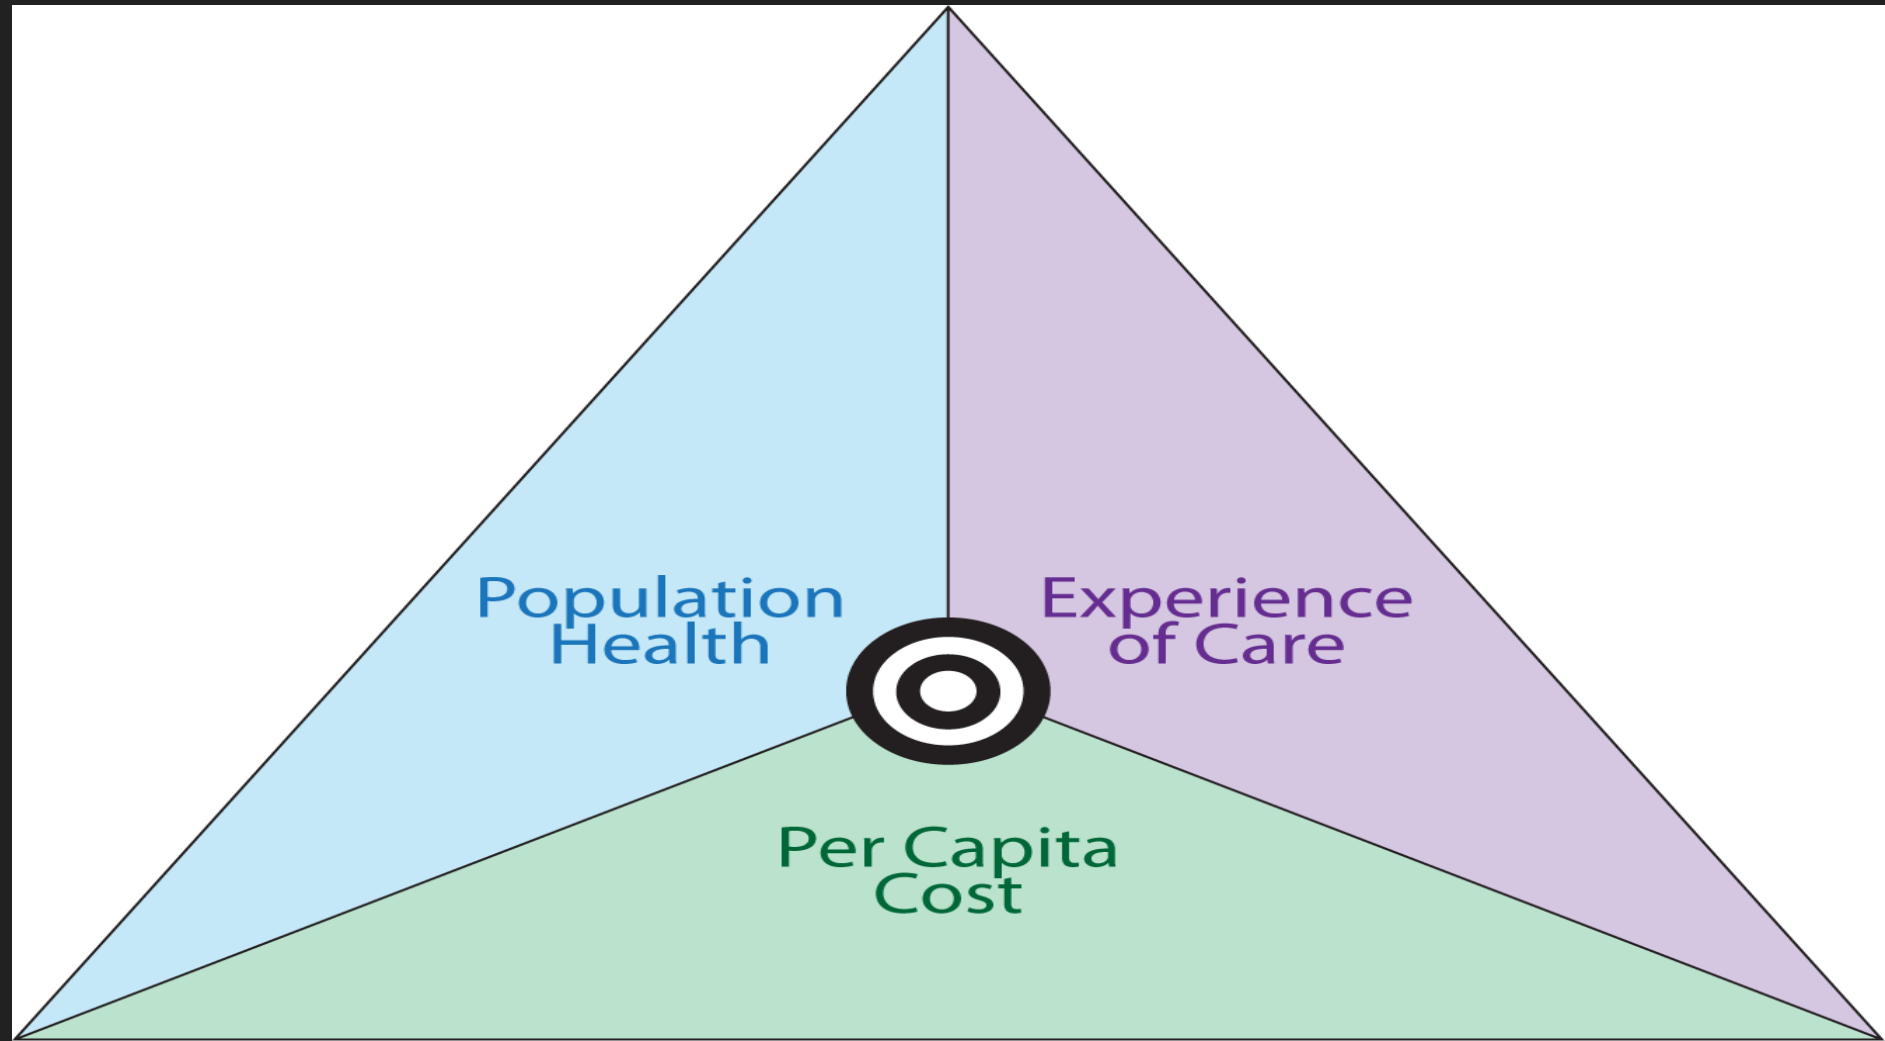 Population
Health
Experience
of Care
Per Capita
Cost